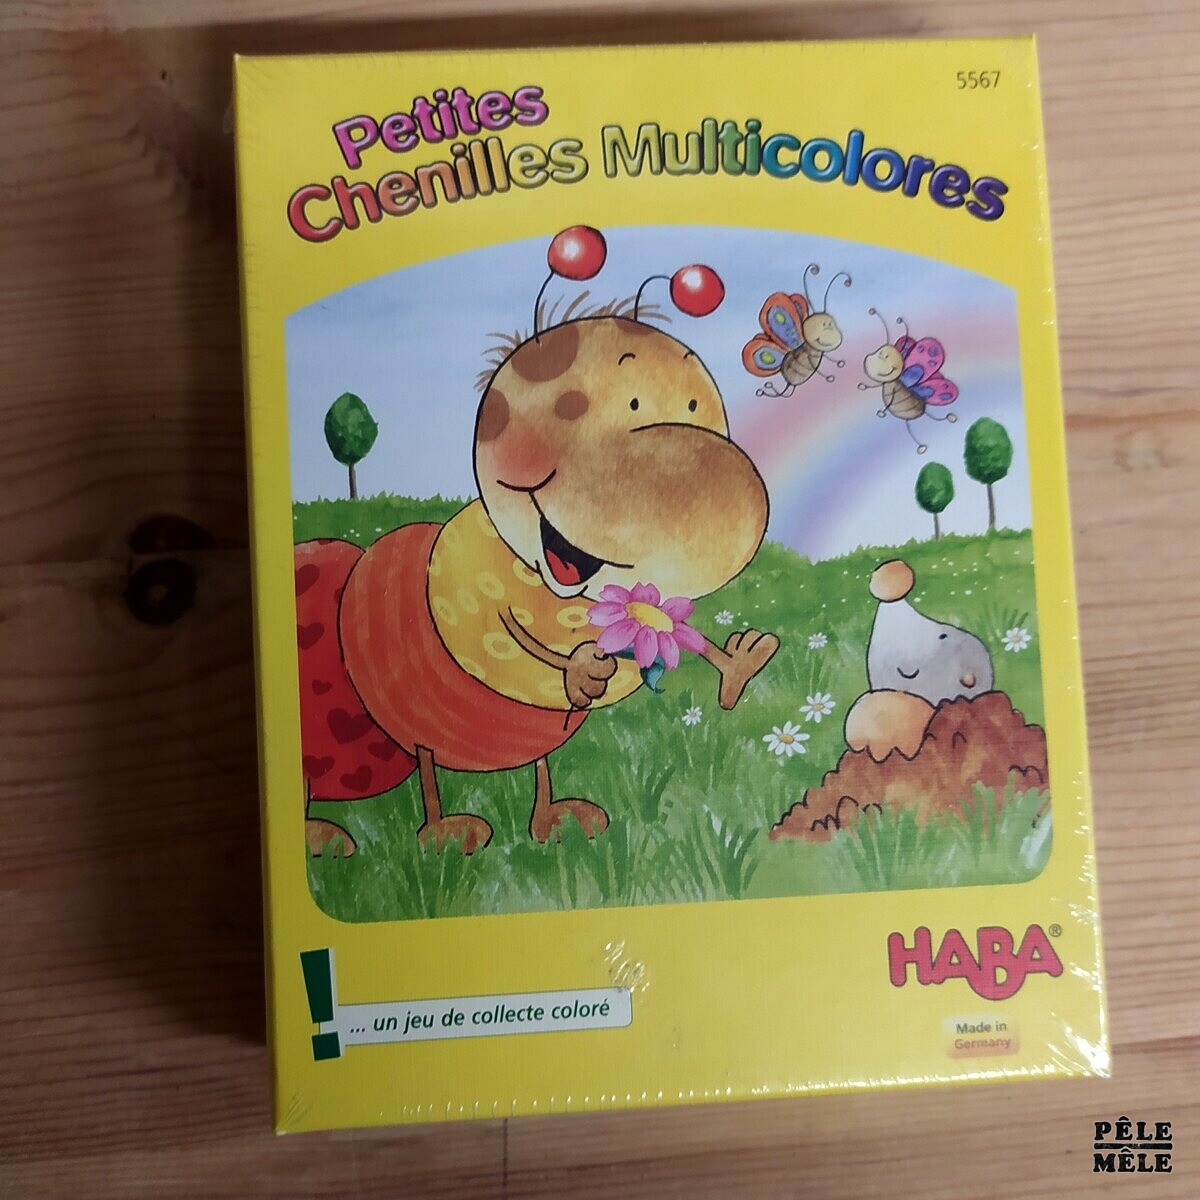 5567
Petites
Chenilles Multicolores
HABA®
... un jeu de collecte coloré
Made in
Germany
PÊLE
MÊLE